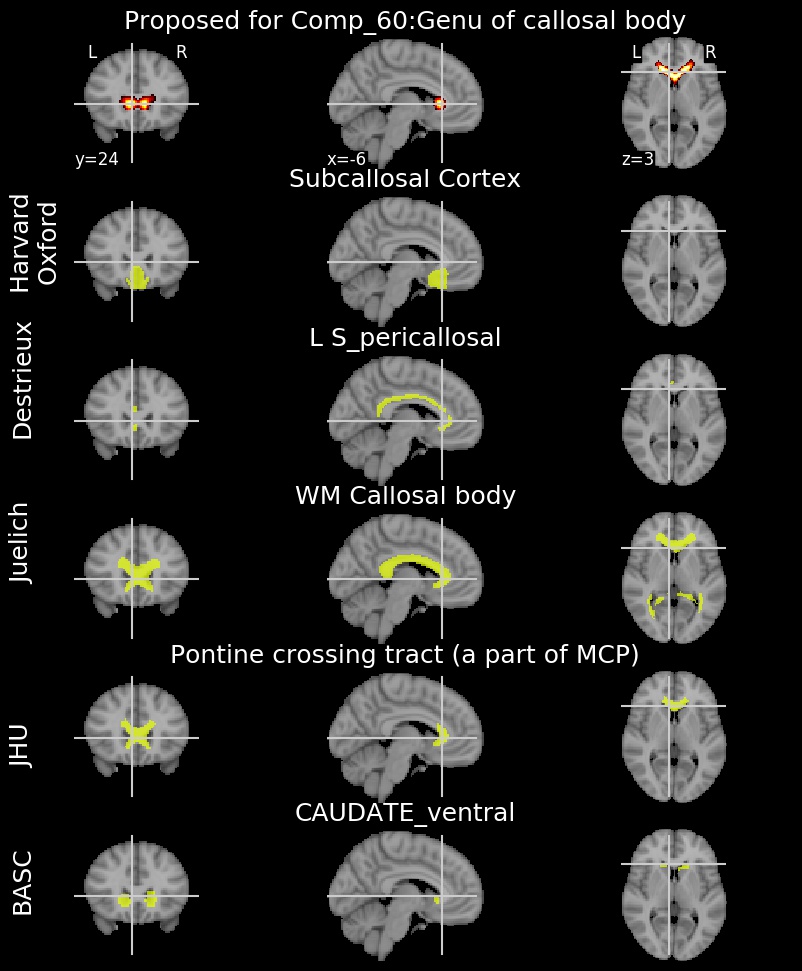 Proposed for Comp_60:Genu of callosal body
L R L R
y=24 x=-6 z=3
Subcallosal Cortex
Harvard
Oxford
L S_pericallosal
Destrieux
WM Callosal body
Juelich
Pontine crossing tract (a part of MCP)
JHU
CAUDATE_ventral
BASC